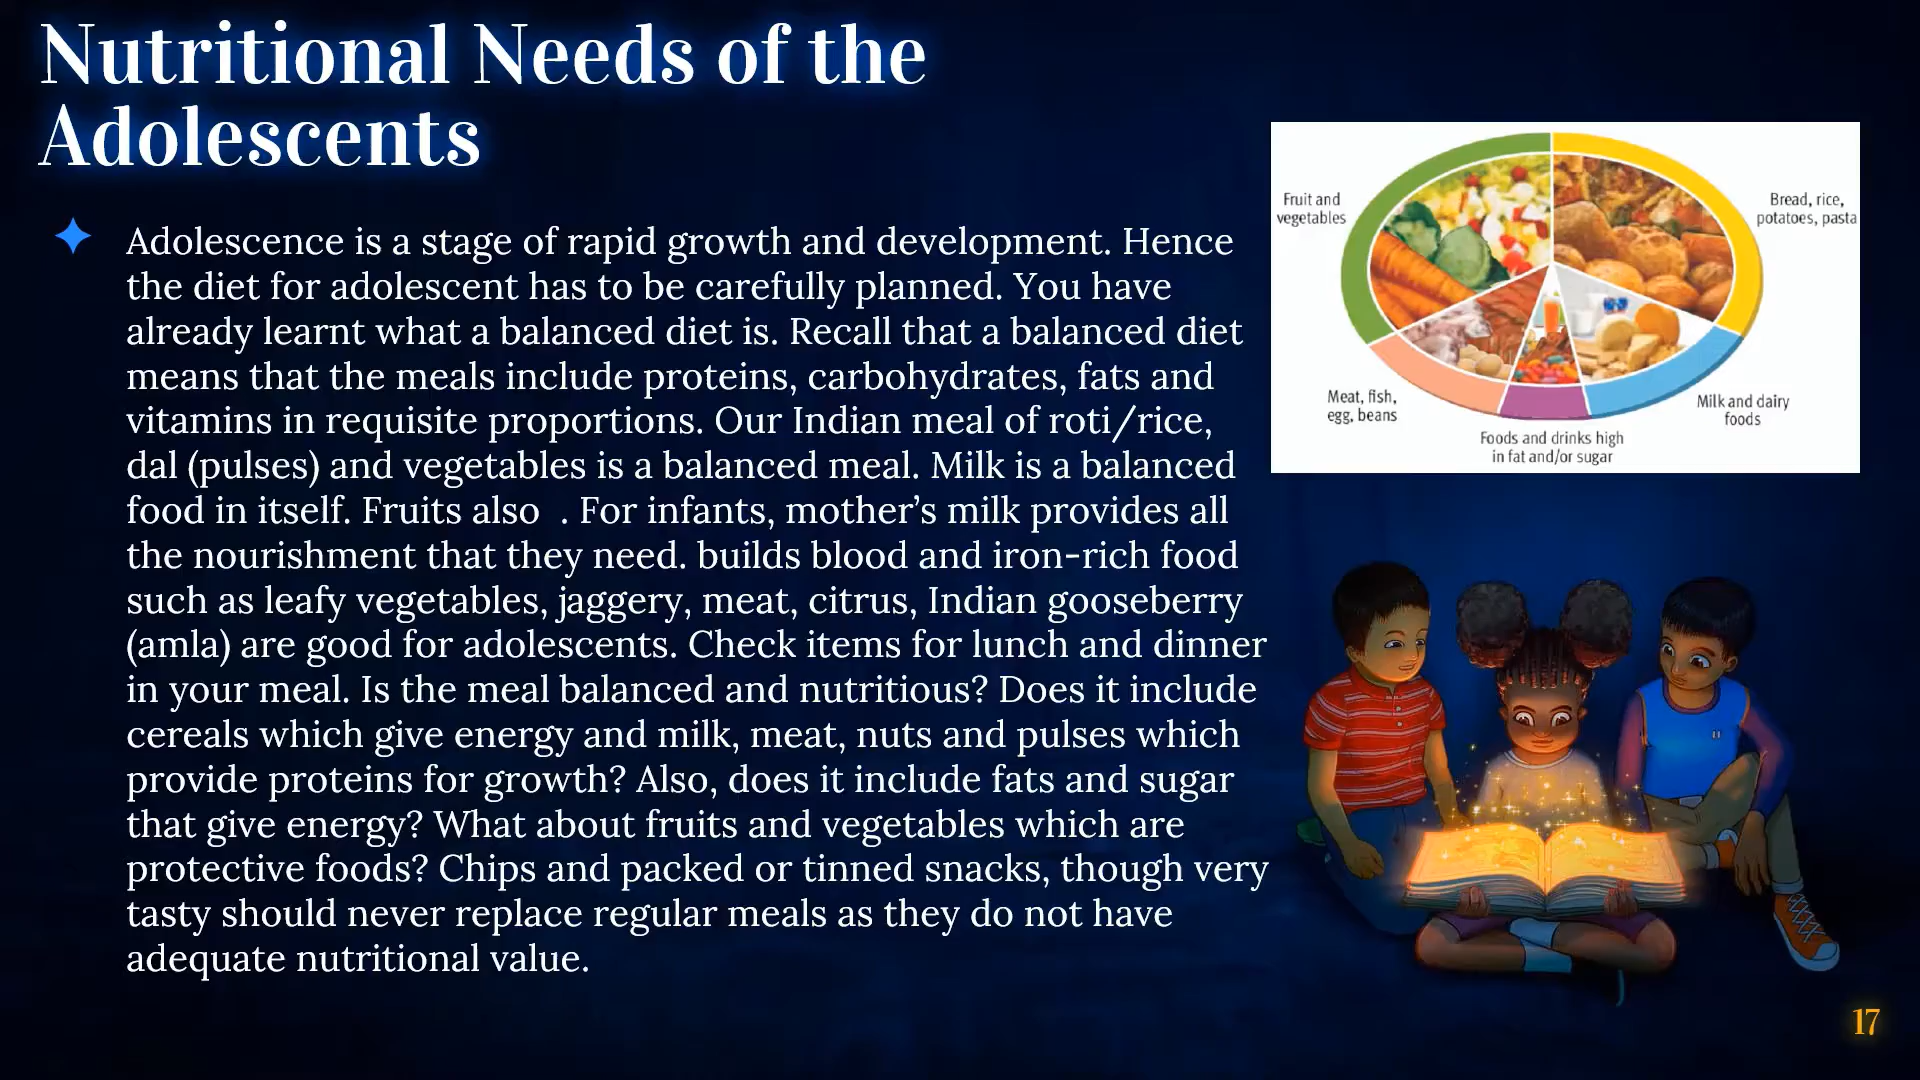 Nutritional Needs of the
Adolescents
Adolescence is a stage of rapid growth and development. Hence
the diet for adolescent has to be carefully planned. You have
already learnt what a balanced diet is. Recall that a balanced diet
means that the meals include proteins, carbohydrates, fats and
vitamins in requisite proportions. Our Indian meal of roti/rice,
dal (pulses) and vegetables is a balanced meal. Milk is a balanced
food in itself. Fruits also  . For infants, mother’s milk provides all
the nourishment that they need. builds blood and iron-rich food
such as leafy vegetables, jaggery, meat, citrus, Indian gooseberry
(amla) are good for adolescents. Check items for lunch and dinner
in your meal. Is the meal balanced and nutritious? Does it include
cereals which give energy and milk, meat, nuts and pulses which
provide proteins for growth? Also, does it include fats and sugar
that give energy? What about fruits and vegetables which are
protective foods? Chips and packed or tinned snacks, though very
tasty should never replace regular meals as they do not have
adequate nutritional value.
Fruit and
vegetables
Bread, rice,
potatoes, pasta
Meat, fish,
egg, beans
Milk and dairy
foods
Foods and drinks high
in fat and/or sugar
17